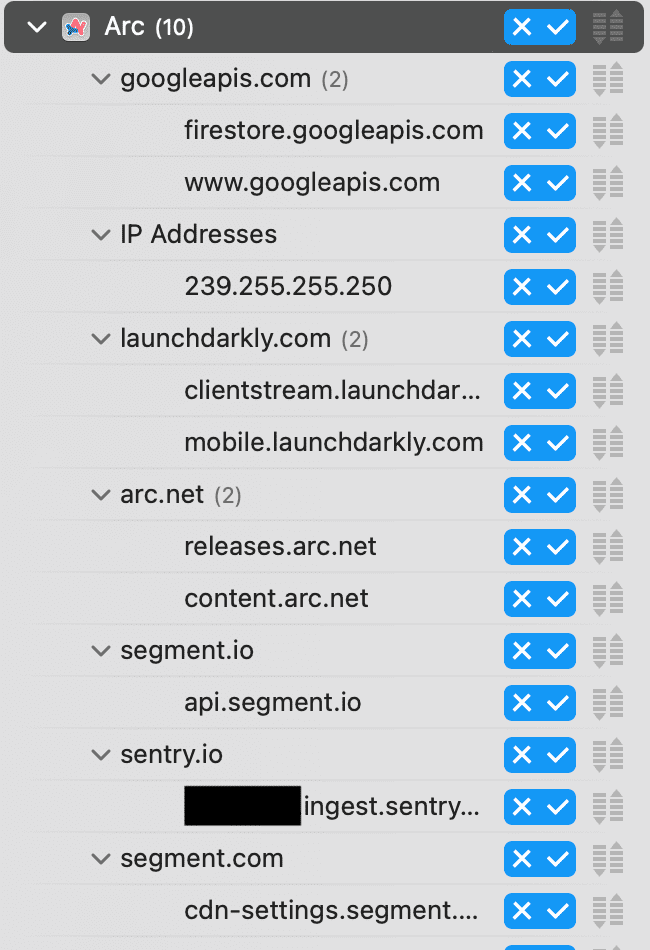 Arc (10)
googleapis.com (2)
firestore.googleapis.com
www.googleapis.com
IP Addresses
239.255.255.250
launchdarkly.com (2)
clientstream.launchdar...
mobile.launchdarkly.com
arc.net (2)
releases.arc.net
content.arc.net
segment.io
api.segment.io
sentry.io
ingest.sentry...
segment.com
cdn-settings.segment....